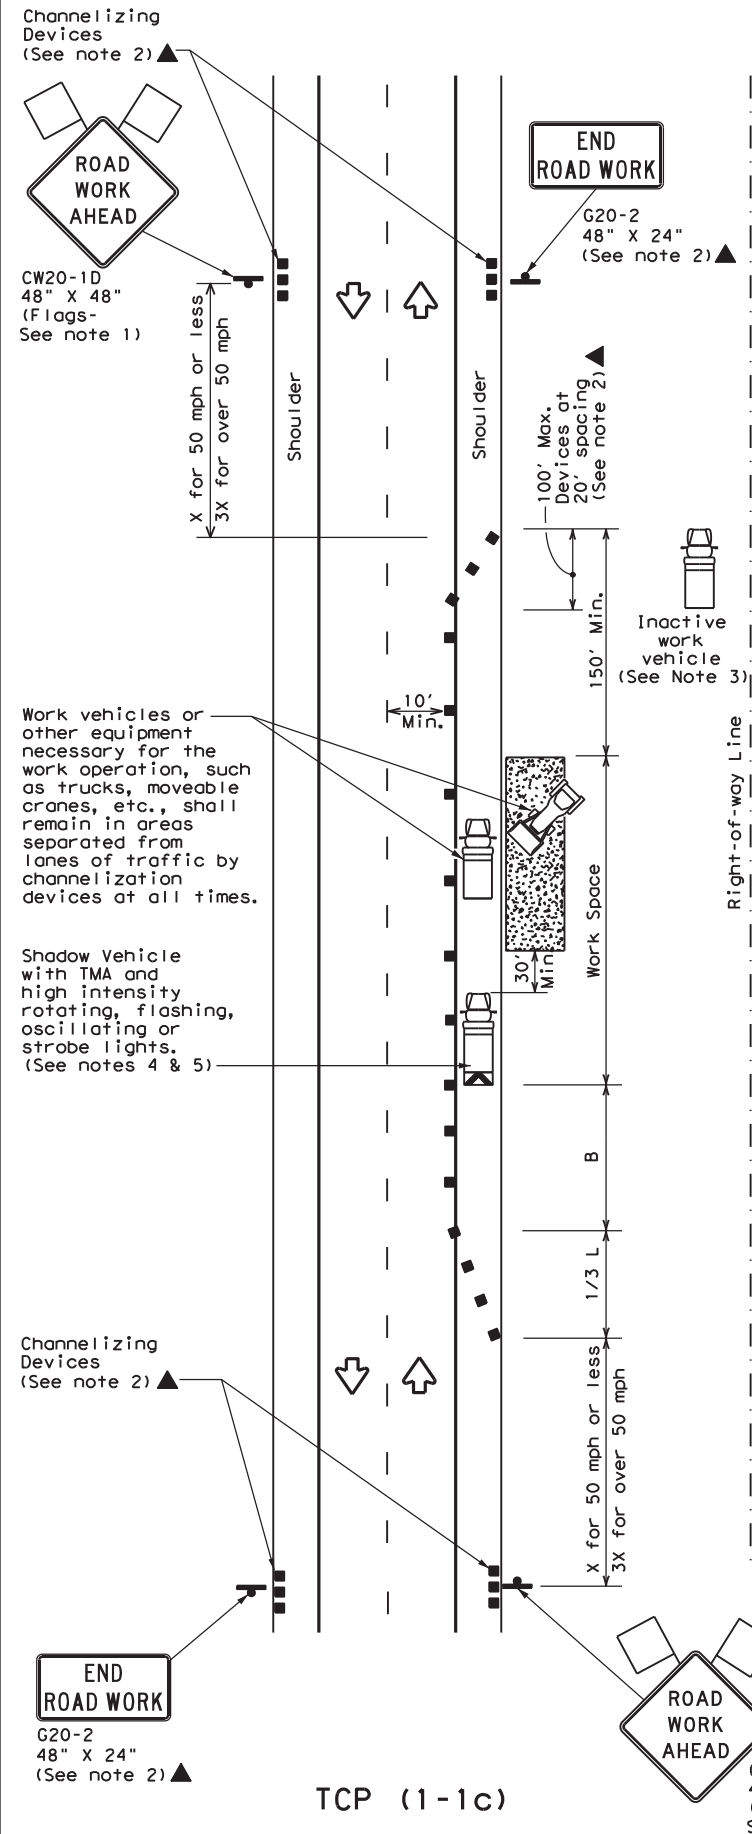 Channelizing
Devices
(See note 2)
ROAD
WORK
AHEAD
CW20-1D
48" X 48"
(Flags-
See note 1)
END
ROAD WORK
G20-2
48" X 24"
(See note 2)
X for 50 mph or less
3X for over 50 mph
Shoulder
Shoulder
100' Max.
Devices at
20' spacing
(See note 2)
150' Min.
Inactive
work
vehicle
(See Note 3)
10'
Min.
Work vehicles or
other equipment
necessary for the
work operation, such
as trucks, moveable
cranes, etc., shall
remain in areas
separated from
lanes of traffic by
channelization
devices at all times.
Right-of-way Line
Work Space
30'
Min
Shadow Vehicle
with TMA and
high intensity
rotating, flashing,
oscillating or
strobe lights.
(See notes 4 & 5)
B
1/3 L
Channelizing
Devices
(See note 2)
X for 50 mph or less
3X for over 50 mph
END
ROAD WORK
G20-2
48" X 24"
(See note 2)
ROAD
WORK
AHEAD
TCP (1-1c)